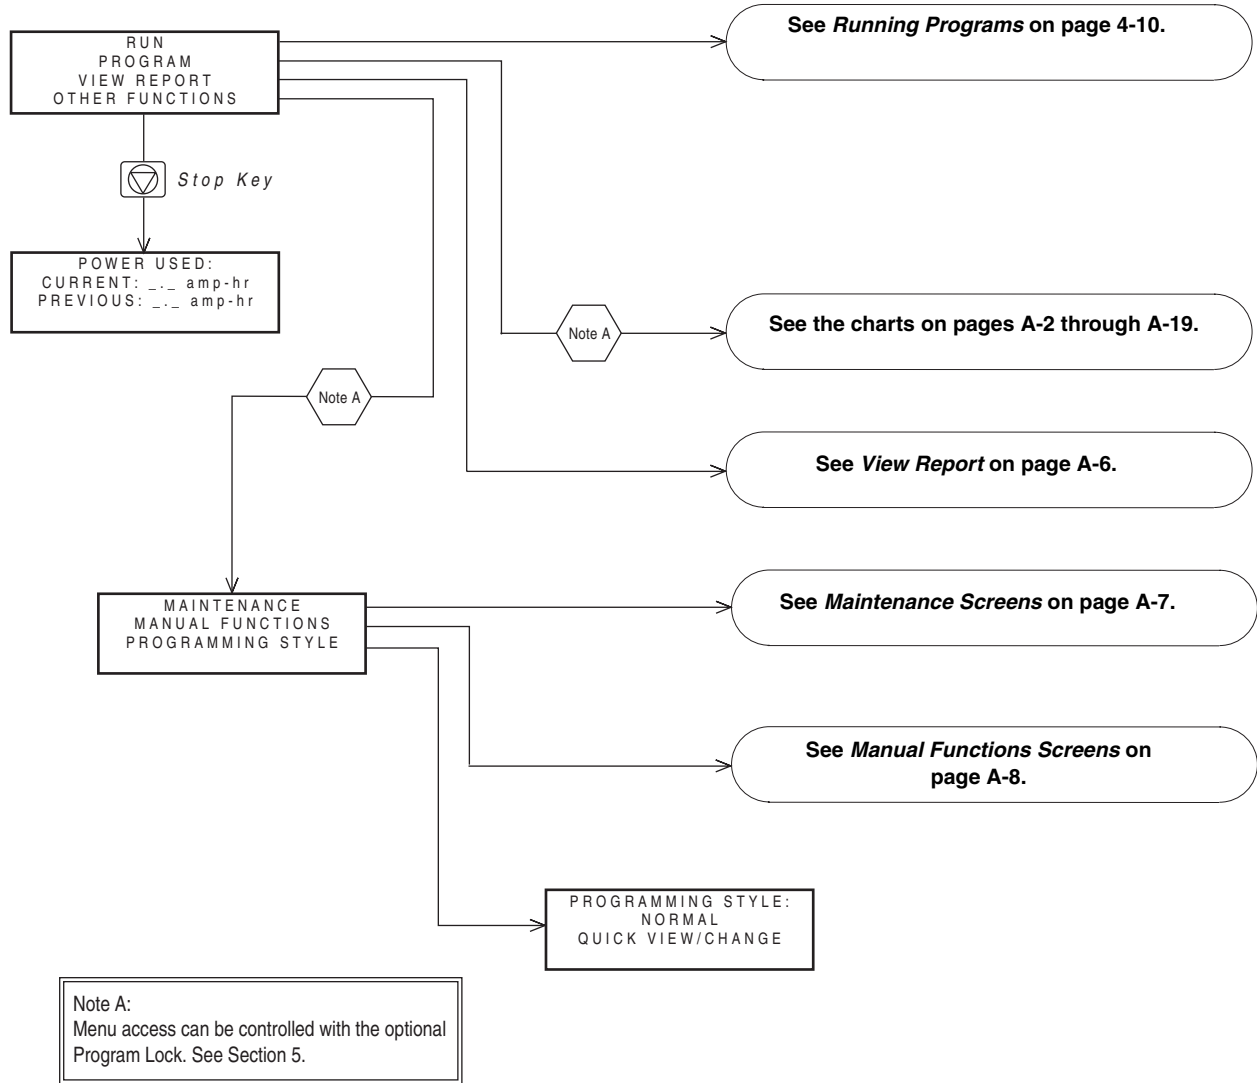 See Running Programs on page 4-10.
RUN
PROGRAM
VIEW REPORT
OTHER FUNCTIONS
Stop Key
POWER USED:
CURRENT: _._ amp-hr
PREVIOUS: _._ amp-hr
Note A
See the charts on pages A-2 through A-19.
Note A
See View Report on page A-6.
MAINTENANCE
MANUAL FUNCTIONS
PROGRAMMING STYLE
See Maintenance Screens on page A-7.
See Manual Functions Screens on
page A-8.
PROGRAMMING STYLE:
NORMAL
QUICK VIEW/CHANGE
Note A:
Menu access can be controlled with the optional
Program Lock. See Section 5.